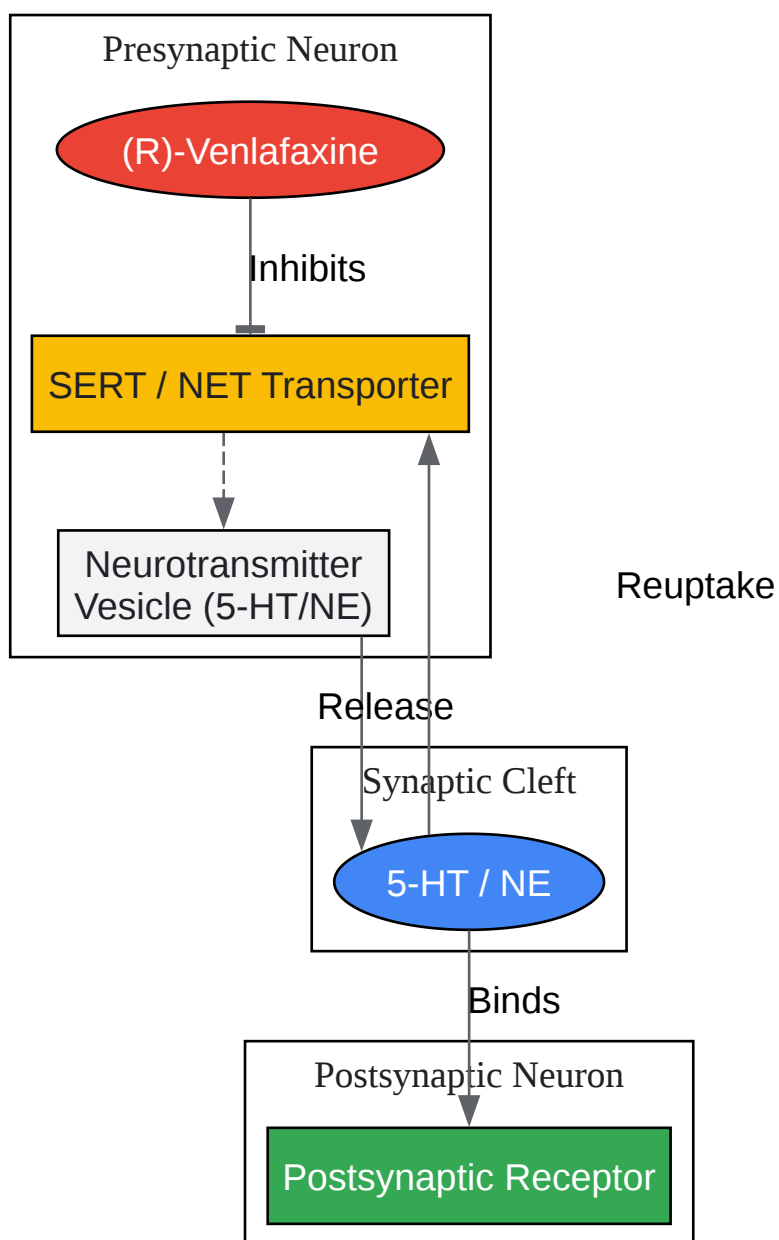 Presynaptic Neuron
(R)-Venlafaxine
Inhibits
SERT / NET Transporter
Neurotransmitter
Vesicle (5-HT/NE)
Reuptake
Release
Synaptic Cleft
5-HT / NE
Binds
Postsynaptic Neuron
Postsynaptic Receptor